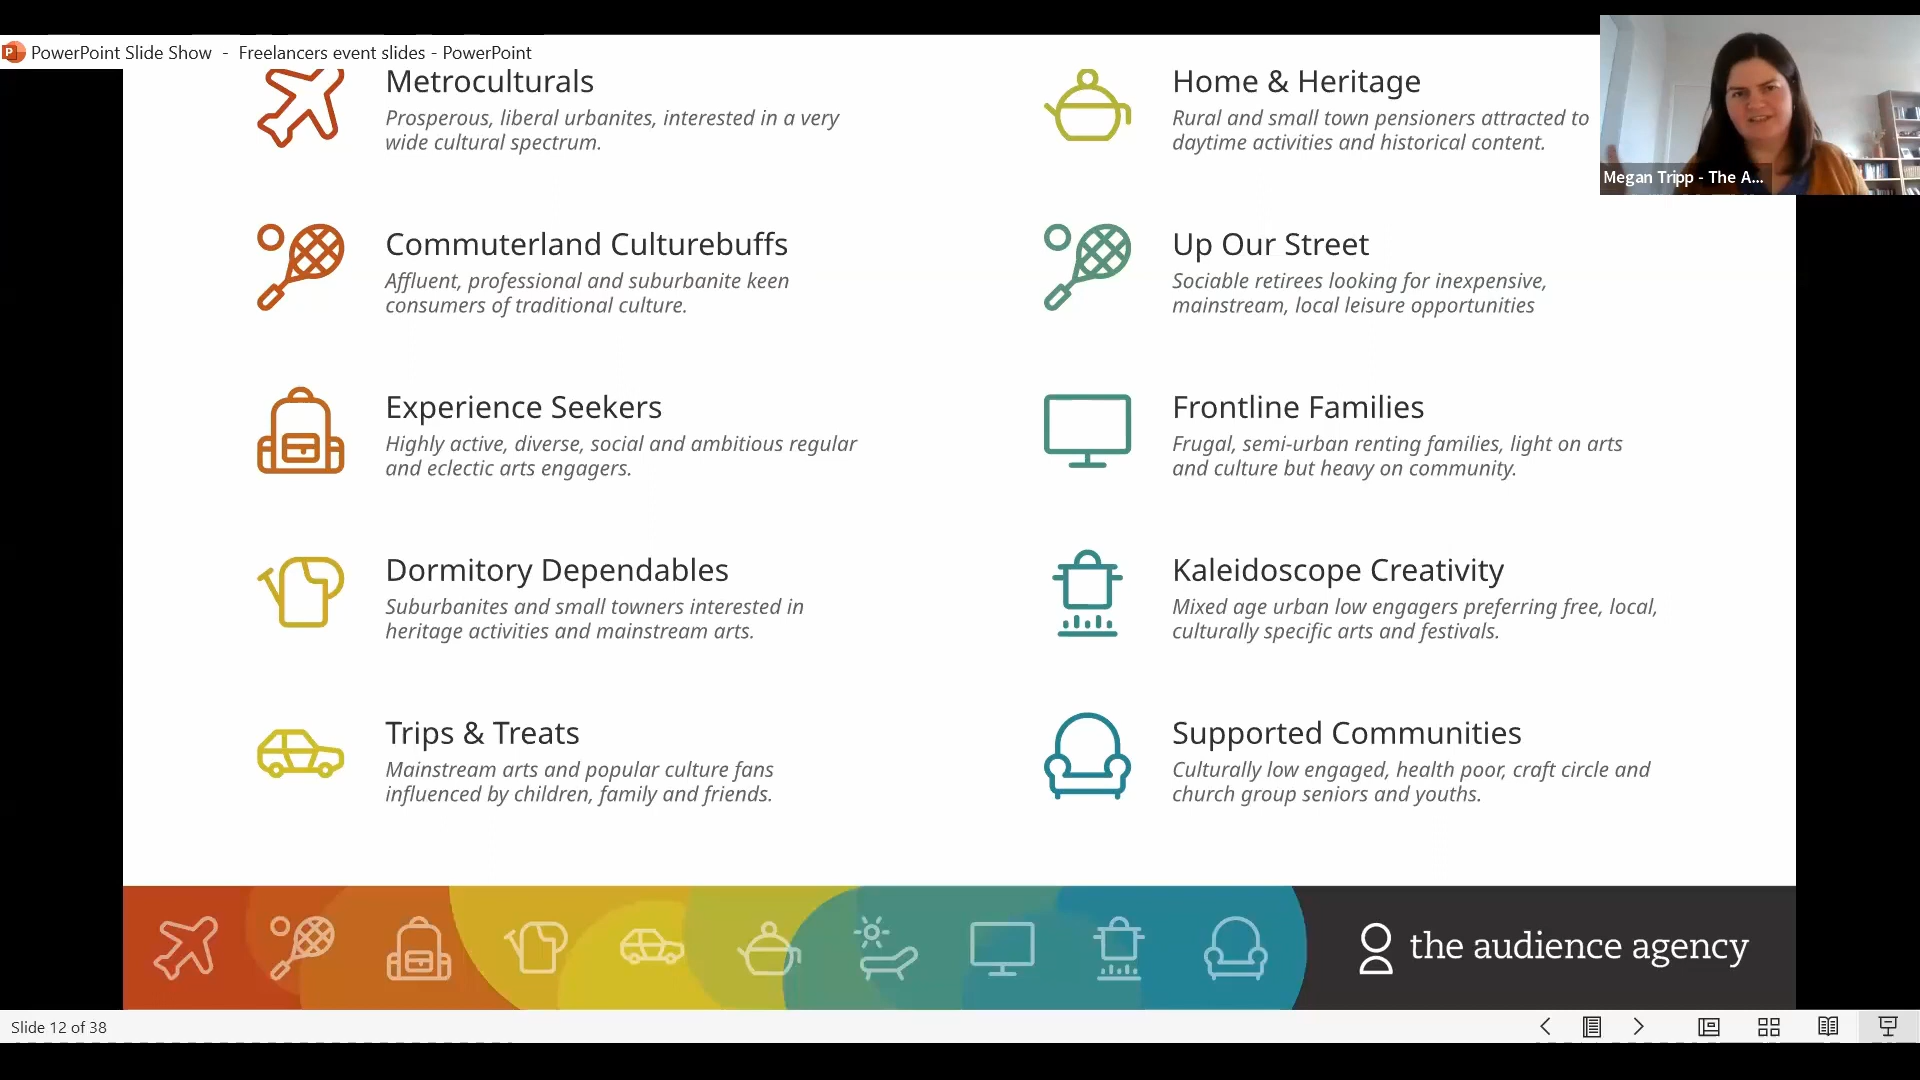 PowerPoint Slide Show - Freelancers event slides - PowerPoint
Metroculturals
Prosperous, liberal urbanites, interested in a very
wide cultural spectrum.
Commuterland Culturebuffs
Affluent, professional and suburbanite keen
consumers of traditional culture.
Experience Seekers
Highly active, diverse, social and ambitious regular
and eclectic arts engagers.
Dormitory Dependables
Suburbanites and small towners interested in
heritage activities and mainstream arts.
Trips & Treats
Mainstream arts and popular culture fans
influenced by children, family and friends.
Home & Heritage
Rural and small town pensioners attracted to
daytime activities and historical content.
Up Our Street
Sociable retirees looking for inexpensive,
mainstream, local leisure opportunities
Frontline Families
Frugal, semi-urban renting families, light on arts
and culture but heavy on community.
Kaleidoscope Creativity
Mixed age urban low engagers preferring free, local,
culturally specific arts and festivals.
Supported Communities
Culturally low engaged, health poor, craft circle and
church group seniors and youths.
Megan Tripp - The A...
the audience agency
Slide 12 of 38